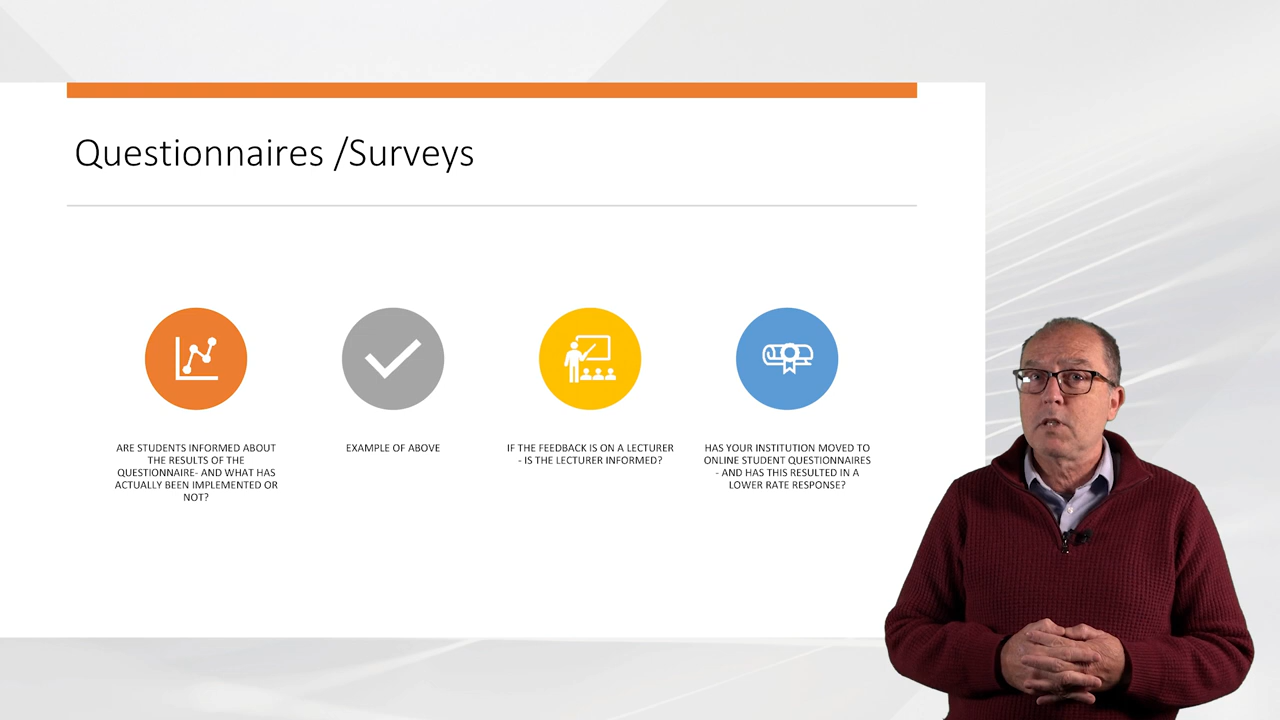 Questionnaires /Surveys
ARE STUDENTS INFORMED ABOUT
THE RESULTS OF THE
QUESTIONNAIRE- AND WHAT HAS
ACTUALLY BEEN IMPLEMENTED OR
NOT?
EXAMPLE OF ABOVE
IF THE FEEDBACK IS ON A LECTURER
- IS THE LECTURER INFORMED?
HAS YOUR INSTITUTION MOVED TO
ONLINE STUDENT QUESTIONNAIRES
- AND HAS THIS RESULTED IN A
LOWER RATE RESPONSE?